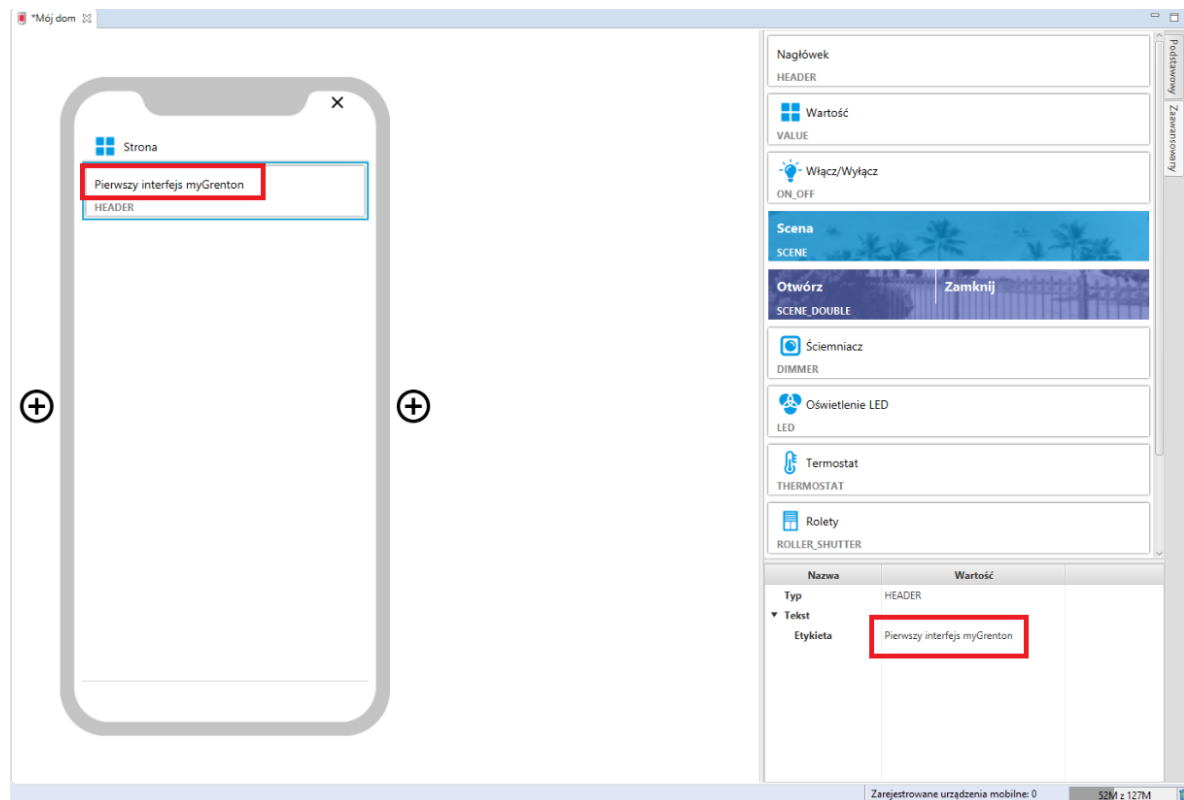 *Mój dom
Strona
Pierwszy interfejs myGrenton
HEADER
Nagłówek
HEADER
Wartość
VALUE
Włącz/Wyłącz
ON_OFF
Scena
SCENE
Otwórz Zamknij
SCENE_DOUBLE
Ściemniacz
DIMMER
Oświetlenie LED
LED
Termostat
THERMOSTAT
Rolety
ROLLER_SHUTTER
Podstawowy
Zaawansowany
Nazwa Wartość
Typ HEADER
Tekst
Etykieta Pierwszy interfejs myGrenton
Zarejestrowane urządzenia mobilne: 0 52M z 127M